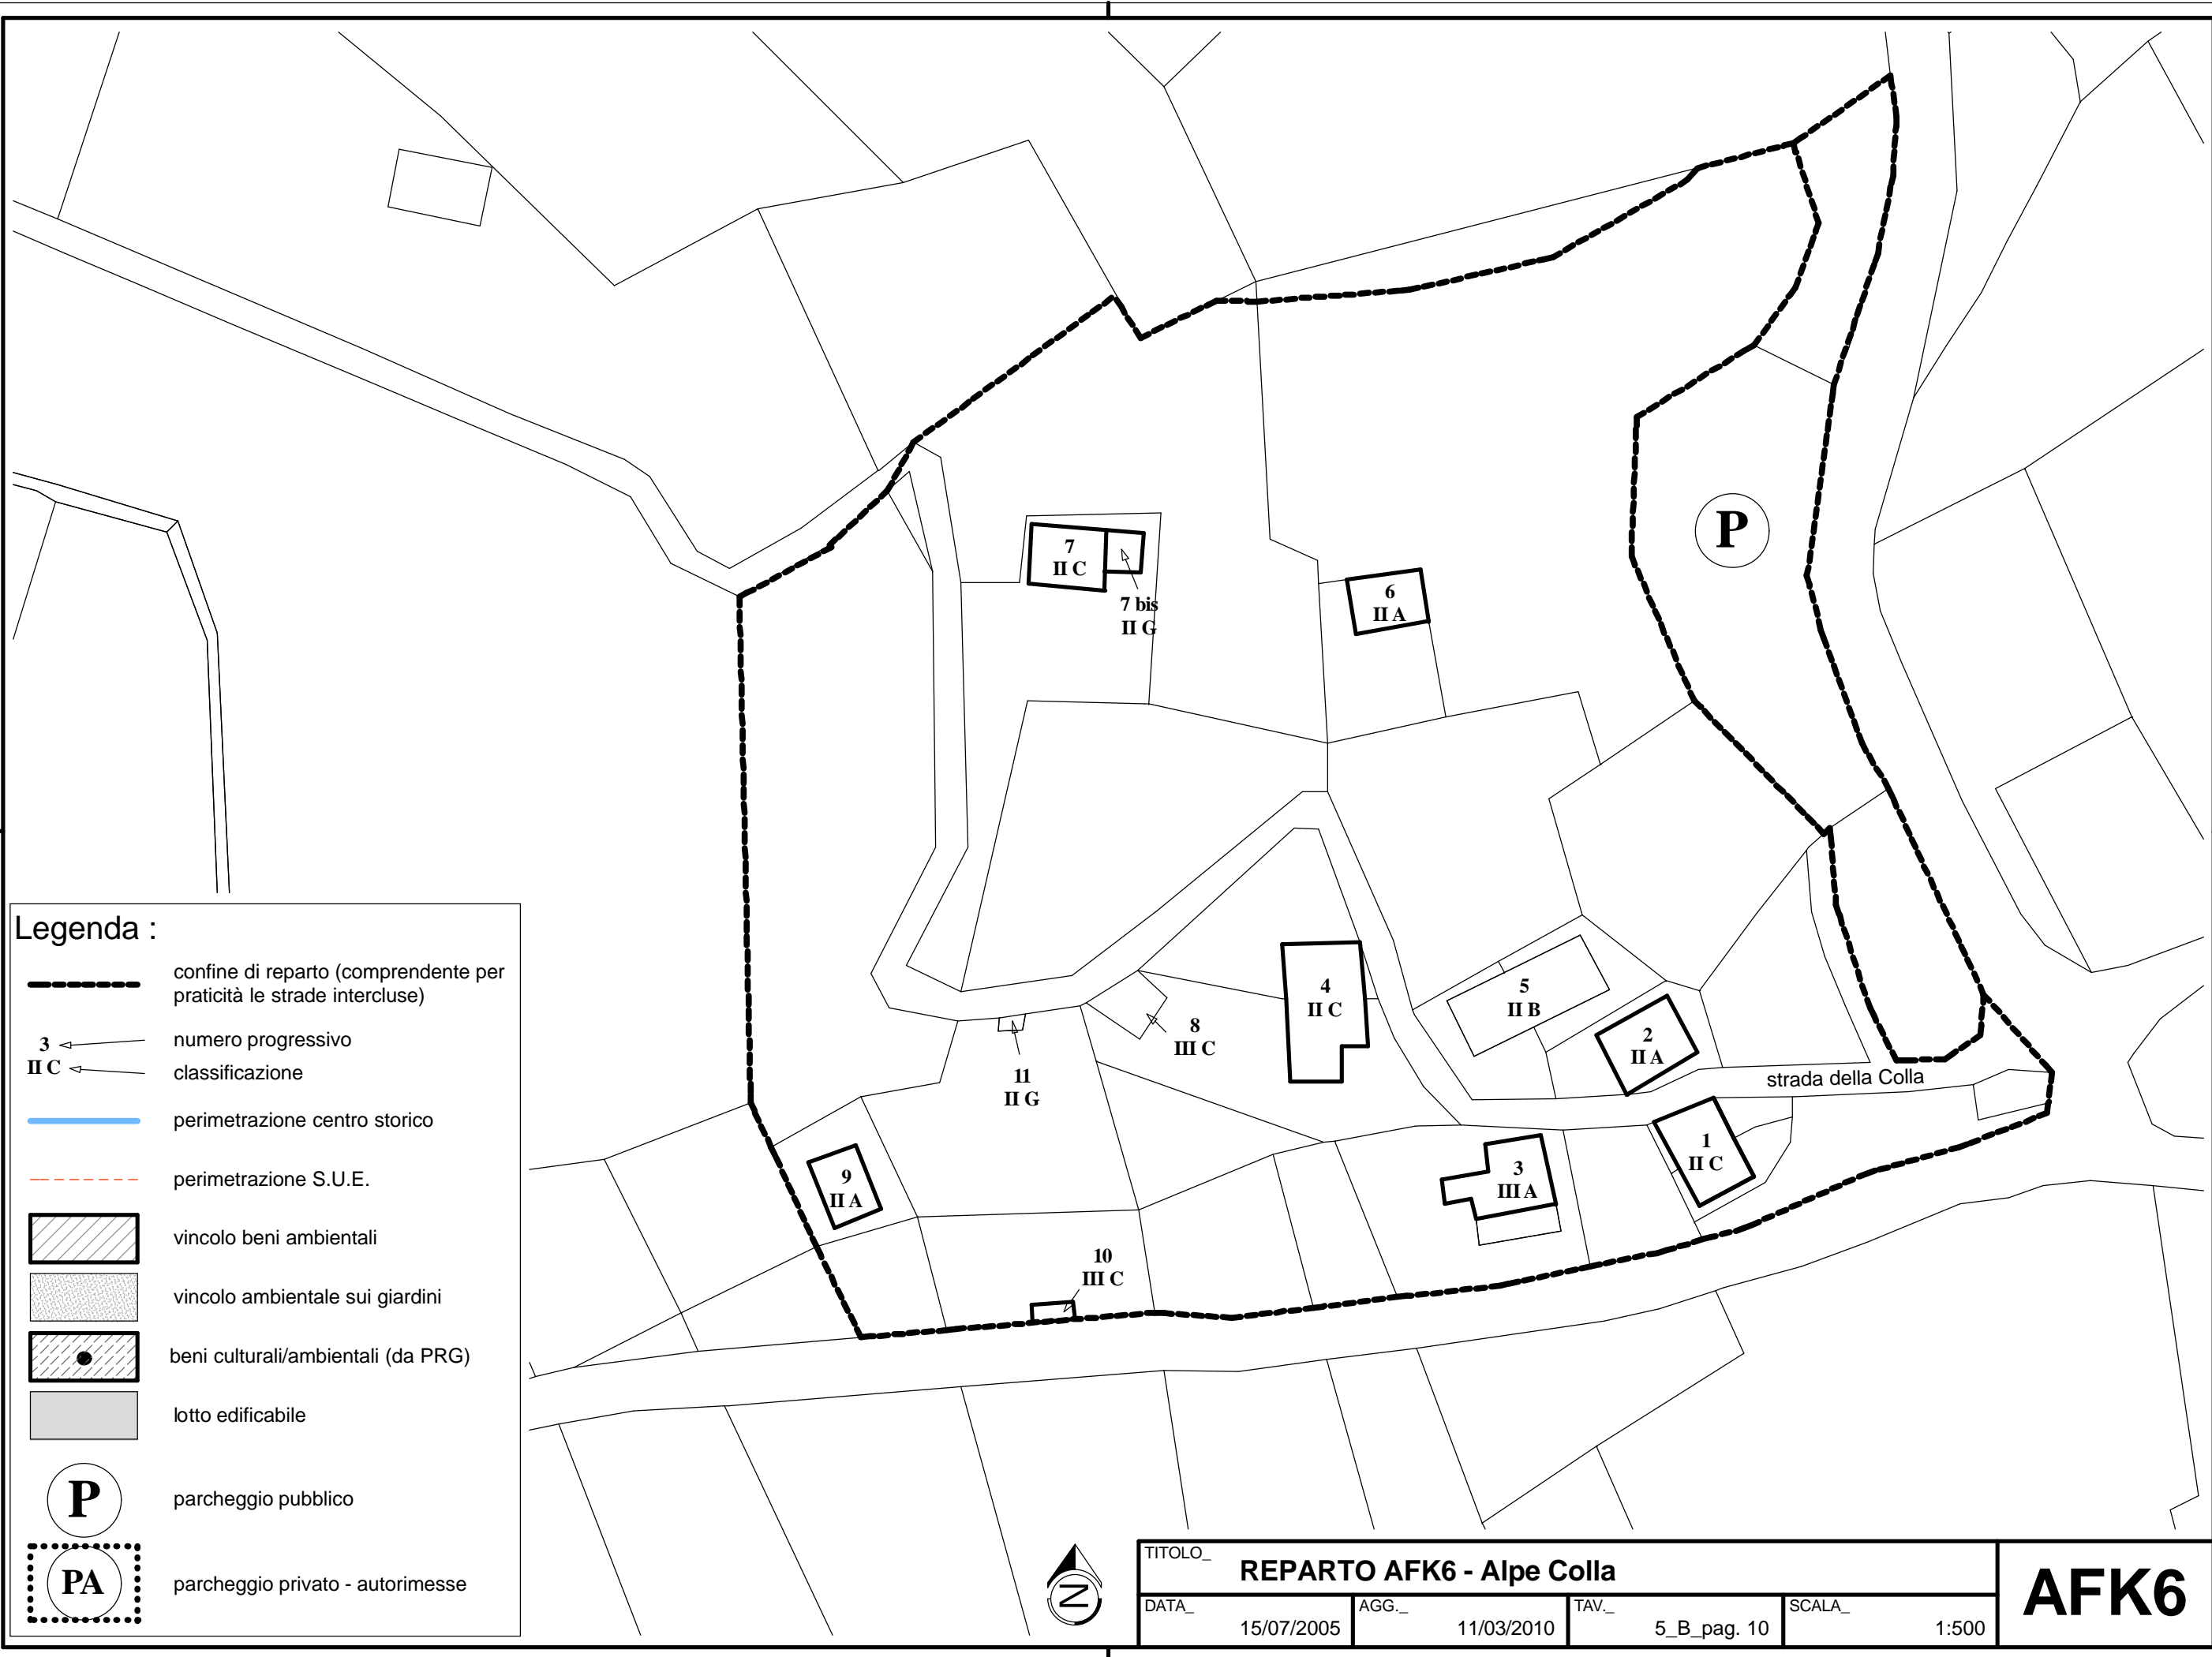 P
7
II C
7 bis
II G
6
II A
4
II C
5
II B
2
II A
8
III C
11
II G
strada della Colla
1
II C
3
III A
9
II A
10
III C
Legenda :
confine di reparto (comprendente per
praticità le strade intercluse)
3
II C
numero progressivo
classificazione
perimetrazione centro storico
perimetrazione S.U.E.
vincolo beni ambientali
vincolo ambientale sui giardini
beni culturali/ambientali (da PRG)
lotto edificabile
P
parcheggio pubblico
PA
parcheggio privato - autorimesse
N
TITOLO_
REPARTO AFK6 - Alpe Colla
DATA_
15/07/2005
AGG._
11/03/2010
TAV._
5_B_pag. 10
SCALA_
1:500
AFK6